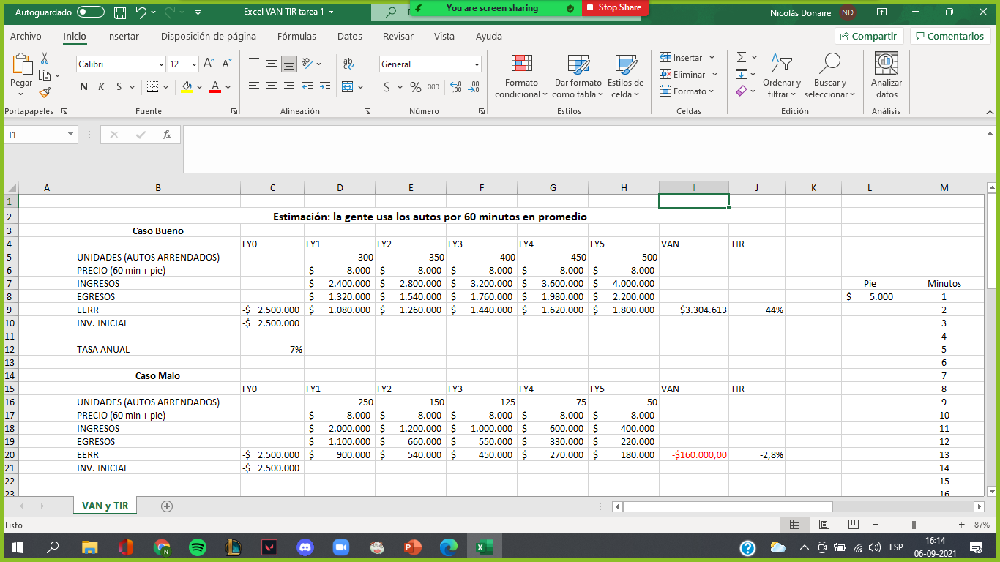 Autoguardado
Excel VAN TIR tarea 1
You are screen sharing
Stop Share
Nicolás Donaire
ND
Archivo Inicio Insertar Disposición de página Fórmulas Datos Revisar Vista Ayuda
Compartir
Comentarios
Pegar
Calibri 12
N K S
General
$ % 000
Formato condicional
Dar formato como tabla
Estilos de celda
Insertar
Eliminar
Formato
Ordenar y filtrar
Buscar y seleccionar
Analizar datos
Portapapeles Fuente Alineación Número Estilos Celdas Edición Análisis
I1
fx
A B C D E F G H I J K L M
1
2 Estimación: la gente usa los autos por 60 minutos en promedio
3 Caso Bueno
4 FY0 FY1 FY2 FY3 FY4 FY5 VAN TIR
5 UNIDADES (AUTOS ARRENDADOS) 300 350 400 450 500
6 PRECIO (60 min + pie) $ 8.000 $ 8.000 $ 8.000 $ 8.000 $ 8.000
7 INGRESOS $ 2.400.000 $ 2.800.000 $ 3.200.000 $ 3.600.000 $ 4.000.000 Pie Minutos
8 EGRESOS $ 1.320.000 $ 1.540.000 $ 1.760.000 $ 1.980.000 $ 2.200.000 $ 5.000 1
9 EERR -$ 2.500.000 $ 1.080.000 $ 1.260.000 $ 1.440.000 $ 1.620.000 $ 1.800.000 $3.304.613 44% 2
10 INV. INICIAL -$ 2.500.000 3
11 4
12 TASA ANUAL 7% 5
13 6
14 Caso Malo 7
15 FY0 FY1 FY2 FY3 FY4 FY5 VAN TIR 8
16 UNIDADES (AUTOS ARRENDADOS) 250 150 125 75 50 9
17 PRECIO (60 min + pie) $ 8.000 $ 8.000 $ 8.000 $ 8.000 $ 8.000 10
18 INGRESOS $ 2.000.000 $ 1.200.000 $ 1.000.000 $ 600.000 $ 400.000 11
19 EGRESOS $ 1.100.000 $ 660.000 $ 550.000 $ 330.000 $ 220.000 12
20 EERR -$ 2.500.000 $ 900.000 $ 540.000 $ 450.000 $ 270.000 $ 180.000 -$160.000,00 -2,8% 13
21 INV. INICIAL -$ 2.500.000 14
22 15
23 16
VAN y TIR
Listo
87%
ESP
16:14
06-09-2021